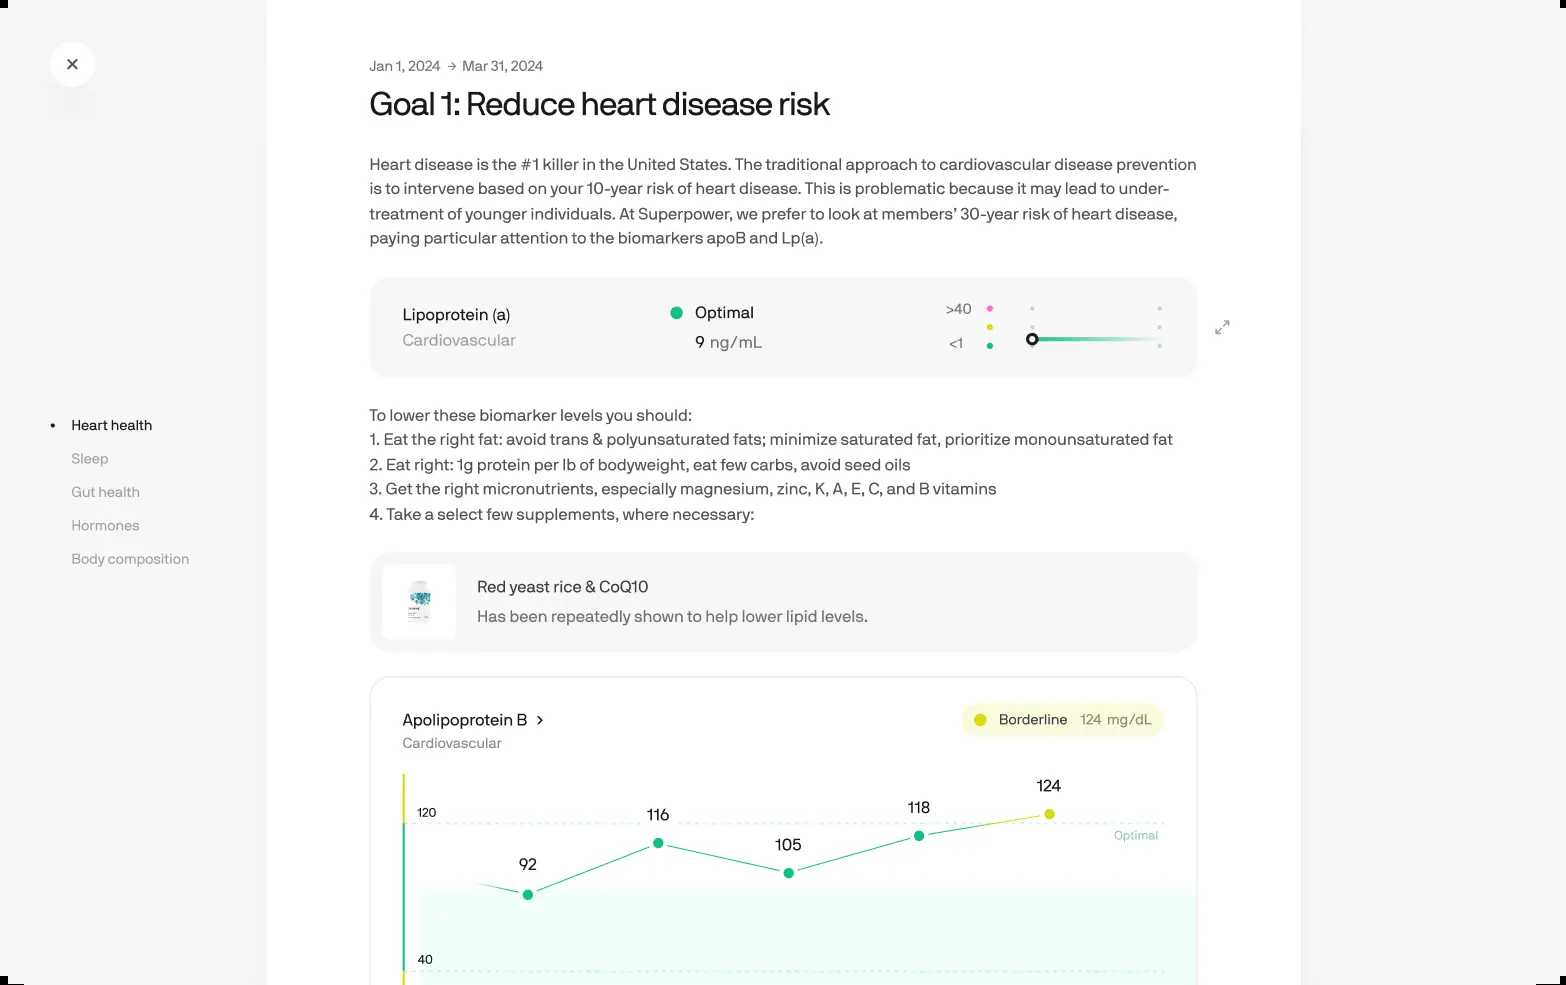 Jan 1, 2024 → Mar 31, 2024
Goal 1: Reduce heart disease risk
Heart disease is the #1 killer in the United States. The traditional approach to cardiovascular disease prevention
is to intervene based on your 10-year risk of heart disease. This is problematic because it may lead to under-
treatment of younger individuals. At Superpower, we prefer to look at members’ 30-year risk of heart disease,
paying particular attention to the biomarkers apoB and Lp(a).
Lipoprotein (a)
Cardiovascular
Optimal
9 ng/mL
>40
<1
Heart health
Sleep
Gut health
Hormones
Body composition
To lower these biomarker levels you should:
1. Eat the right fat: avoid trans & polyunsaturated fats; minimize saturated fat, prioritize monounsaturated fat
2. Eat right: 1g protein per lb of bodyweight, eat few carbs, avoid seed oils
3. Get the right micronutrients, especially magnesium, zinc, K, A, E, C, and B vitamins
4. Take a select few supplements, where necessary:
Red yeast rice & CoQ10
Has been repeatedly shown to help lower lipid levels.
Apolipoprotein B
Cardiovascular
Borderline 124 mg/dL
120
92
116
105
118
124
Optimal
40